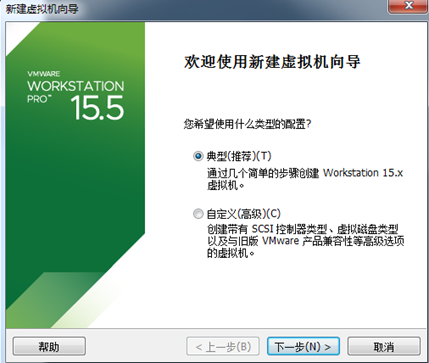 新建虚拟机向导
VMWARE
WORKSTATION
PRO™
15.5
欢迎使用新建虚拟机向导
您希望使用什么类型的配置?
典型(推荐)(T)
通过几个简单的步骤创建 Workstation 15.x
虚拟机。
自定义(高级)(C)
创建带有 SCSI 控制器类型、虚拟磁盘类型
以及与旧版 VMware 产品兼容性等高级选项
的虚拟机。
帮助
< 上一步(B)
下一步(N) >
取消